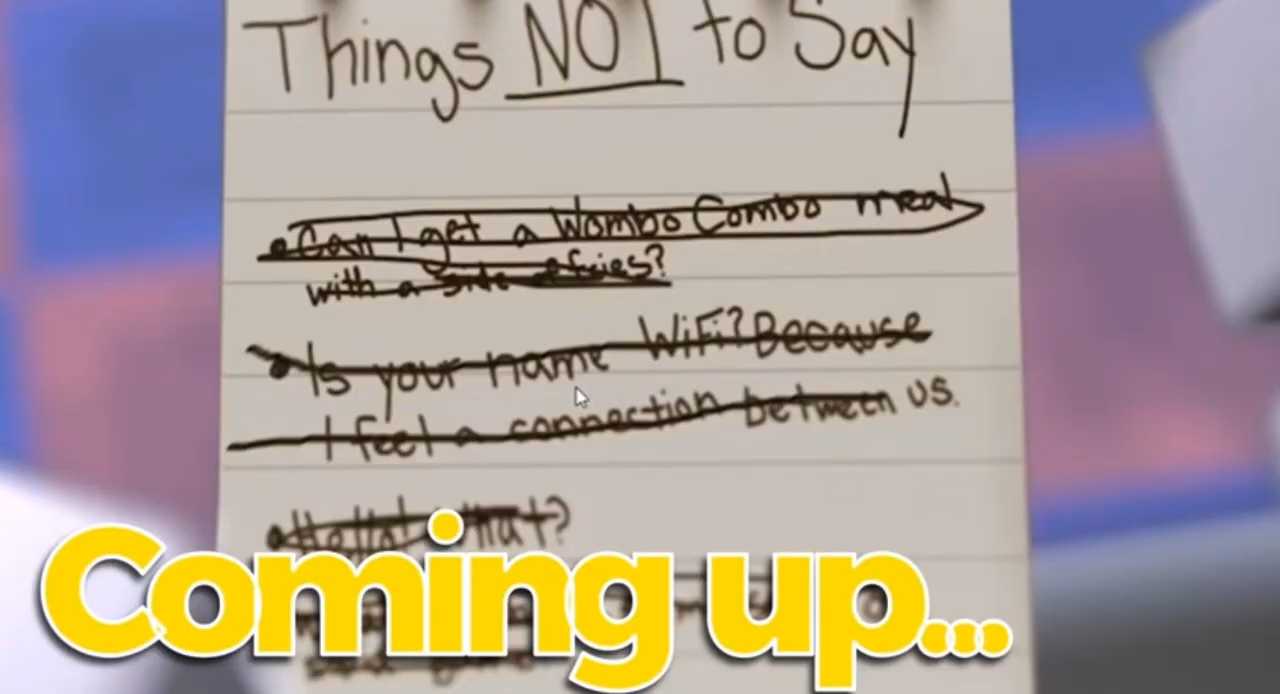 Things NOT to Say
• Can I get a Wombo Combo meal
with a side of fries?
• Is your name WiFi? Because
I feel a connection between us.
Coming up...